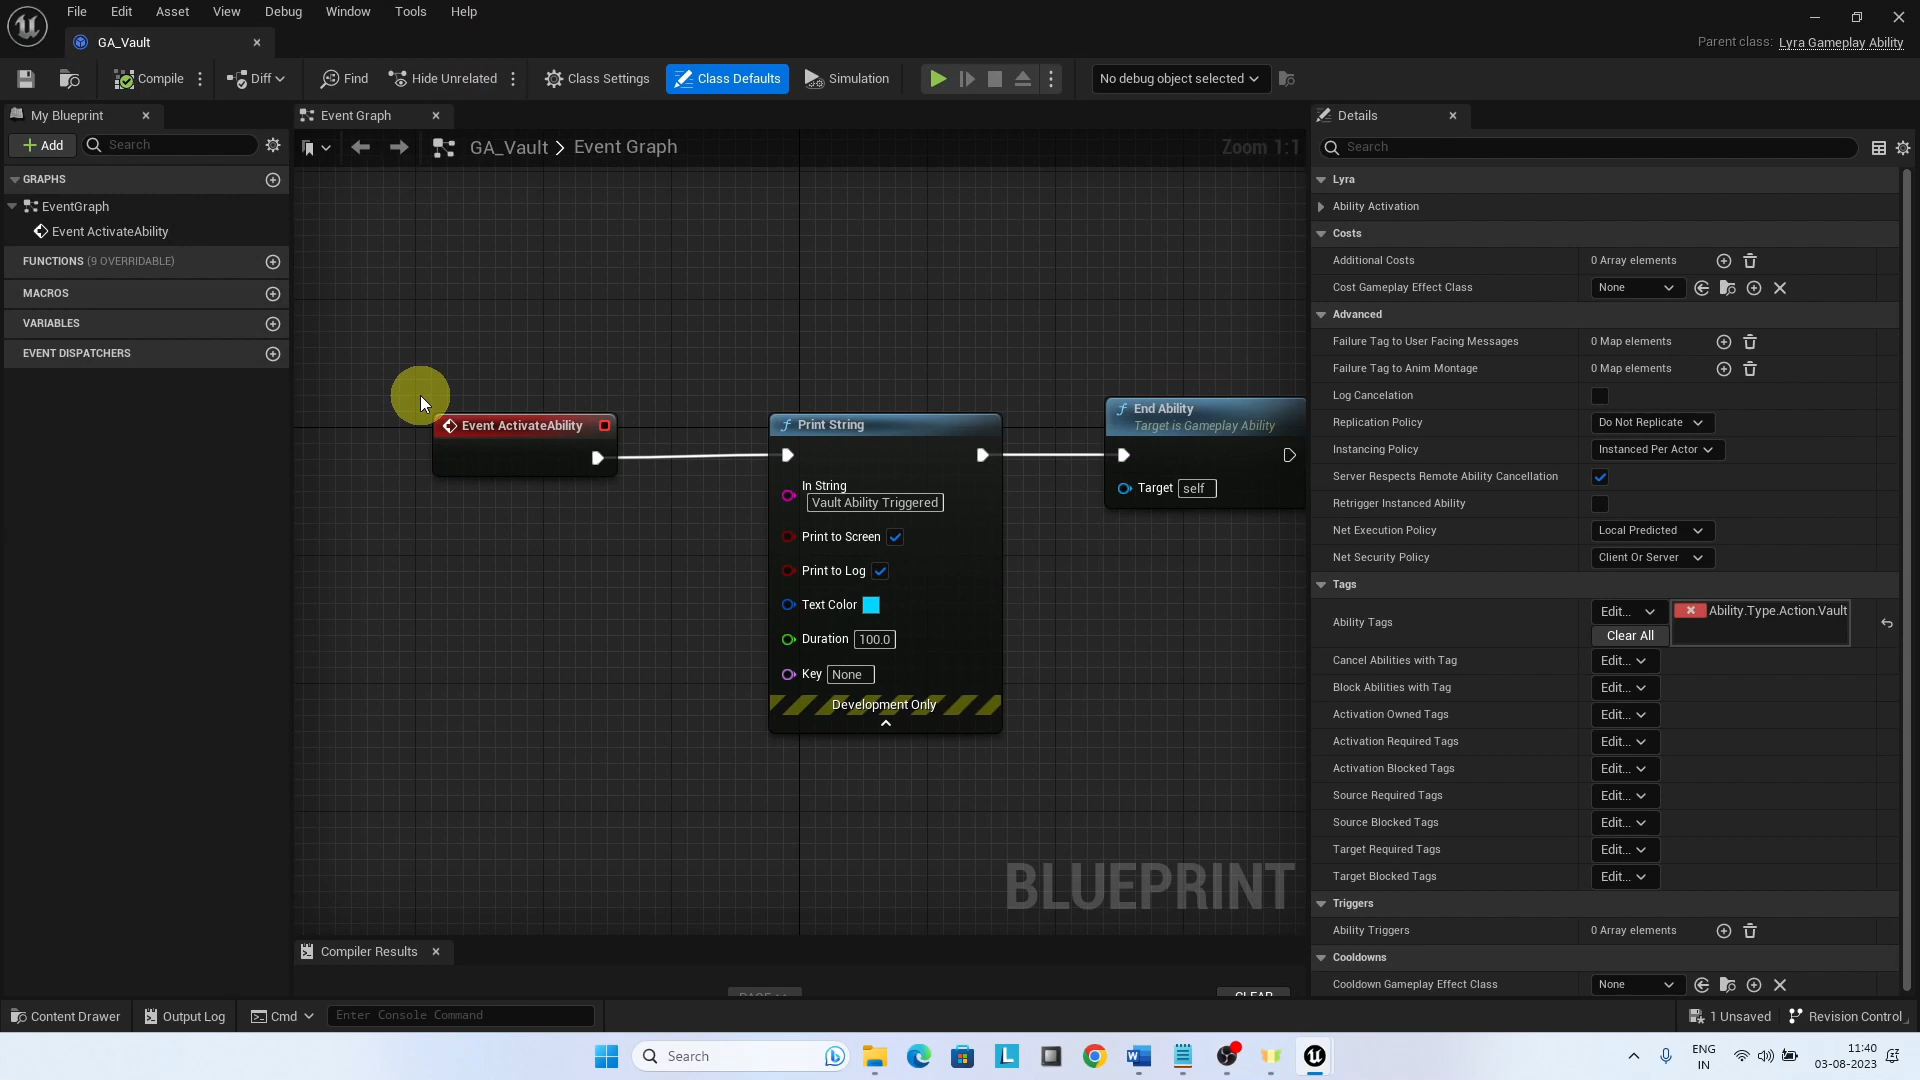 File Edit Asset View Debug Window Tools Help
GA_Vault
Parent class: Lyra Gameplay Ability
Compile Diff Find Hide Unrelated Class Settings Class Defaults Simulation No debug object selected
My Blueprint
Event Graph
Details
Add Search
GA_Vault > Event Graph Zoom 1:1
Search
GRAPHS
EventGraph
Event ActivateAbility
FUNCTIONS (9 OVERRIDABLE)
MACROS
VARIABLES
EVENT DISPATCHERS
Event ActivateAbility
Print String
In String
Vault Ability Triggered
Print to Screen
Print to Log
Text Color
Duration 100.0
Key None
Development Only
End Ability
Target is Gameplay Ability
Target self
BLUEPRINT
Compiler Results
CLEAR
Lyra
Ability Activation
Costs
Additional Costs 0 Array elements
Cost Gameplay Effect Class None
Advanced
Failure Tag to User Facing Messages 0 Map elements
Failure Tag to Anim Montage 0 Map elements
Log Cancelation
Replication Policy Do Not Replicate
Instancing Policy Instanced Per Actor
Server Respects Remote Ability Cancellation
Retrigger Instanced Ability
Net Execution Policy Local Predicted
Net Security Policy Client Or Server
Tags
Ability Tags Edit... Ability.Type.Action.Vault
Clear All
Cancel Abilities with Tag Edit...
Block Abilities with Tag Edit...
Activation Owned Tags Edit...
Activation Required Tags Edit...
Activation Blocked Tags Edit...
Source Required Tags Edit...
Source Blocked Tags Edit...
Target Required Tags Edit...
Target Blocked Tags Edit...
Triggers
Ability Triggers 0 Array elements
Cooldowns
Cooldown Gameplay Effect Class None
Content Drawer Output Log Cmd Enter Console Command 1 Unsaved Revision Control
Search
ENG
IN
11:40
03-08-2023